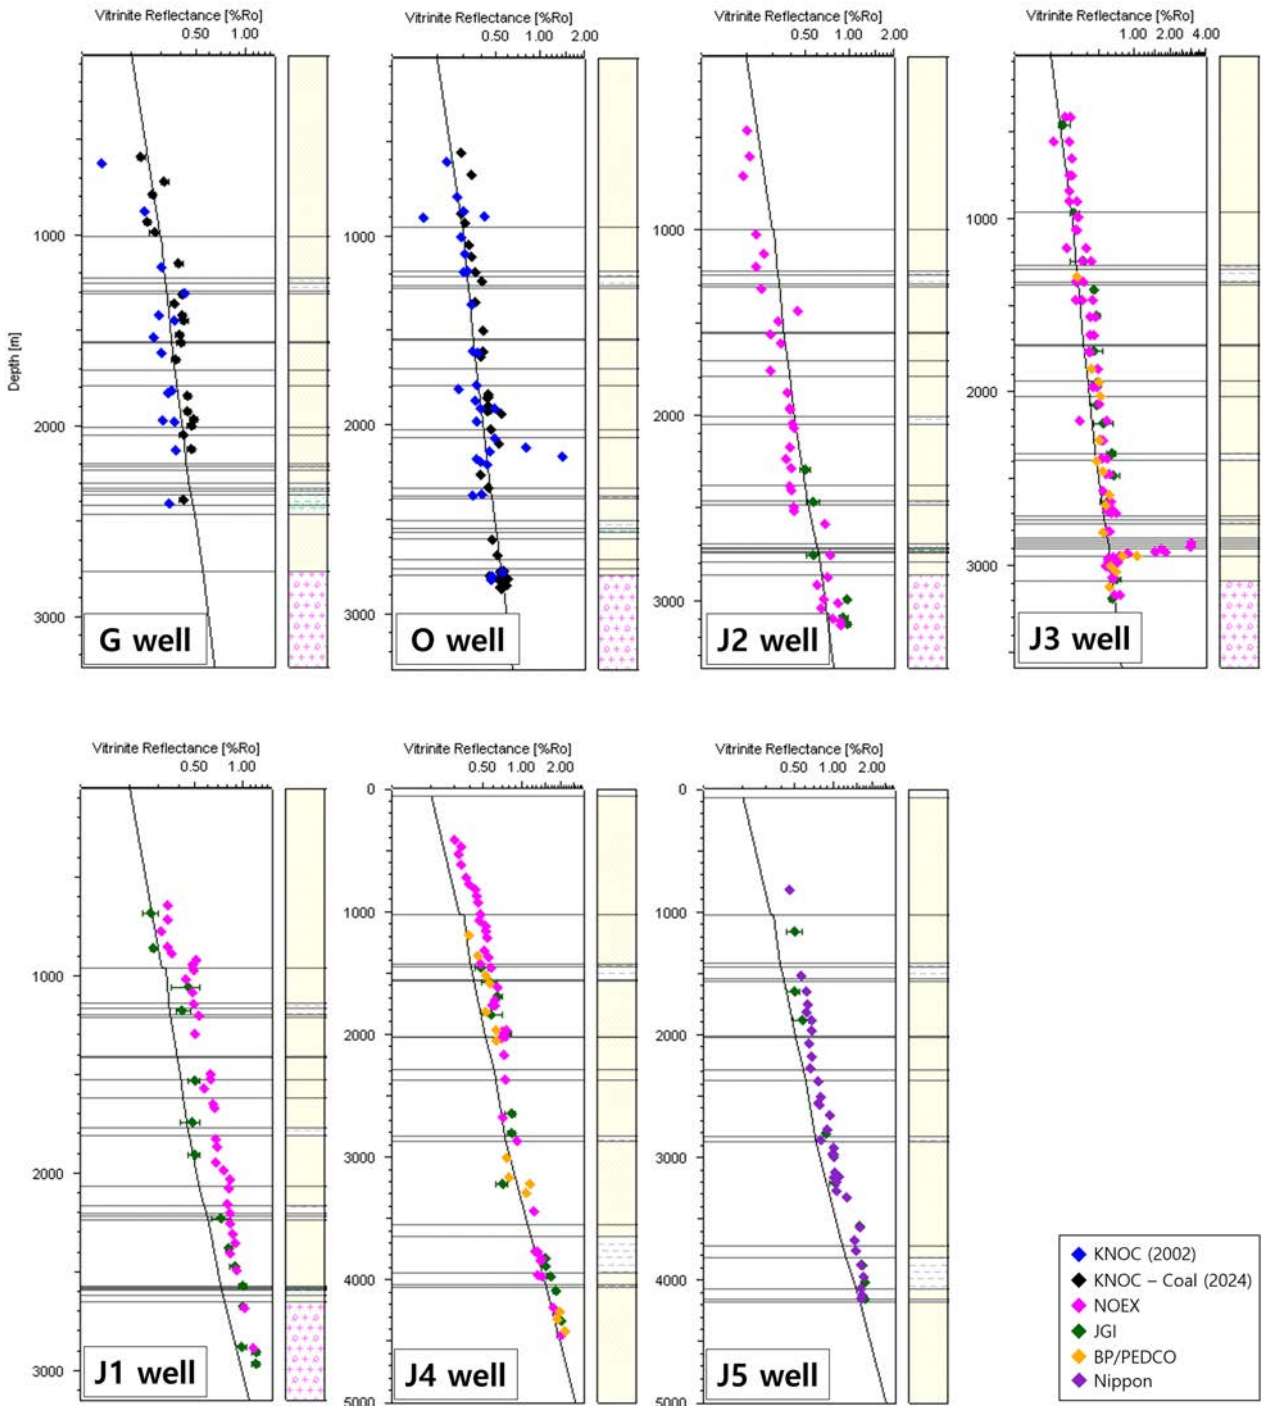 Vitrinite Reflectance [%Ro]
0.50 1.00
Depth [m]
1000
2000
3000
G well
Vitrinite Reflectance [%Ro]
0.50 1.00 2.00
1000
2000
3000
O well
Vitrinite Reflectance [%Ro]
0.50 1.00 2.00
1000
2000
3000
J2 well
Vitrinite Reflectance [%Ro]
1.00 2.00 4.00
1000
2000
3000
J3 well
Vitrinite Reflectance [%Ro]
0.50 1.00
1000
2000
3000
J1 well
Vitrinite Reflectance [%Ro]
0.50 1.00 2.00
0
1000
2000
3000
4000
5000
J4 well
Vitrinite Reflectance [%Ro]
0.50 1.00 2.00
0
1000
2000
3000
4000
5000
J5 well
KNOC (2002)
KNOC – Coal (2024)
NOEX
JGI
BP/PEDCO
Nippon